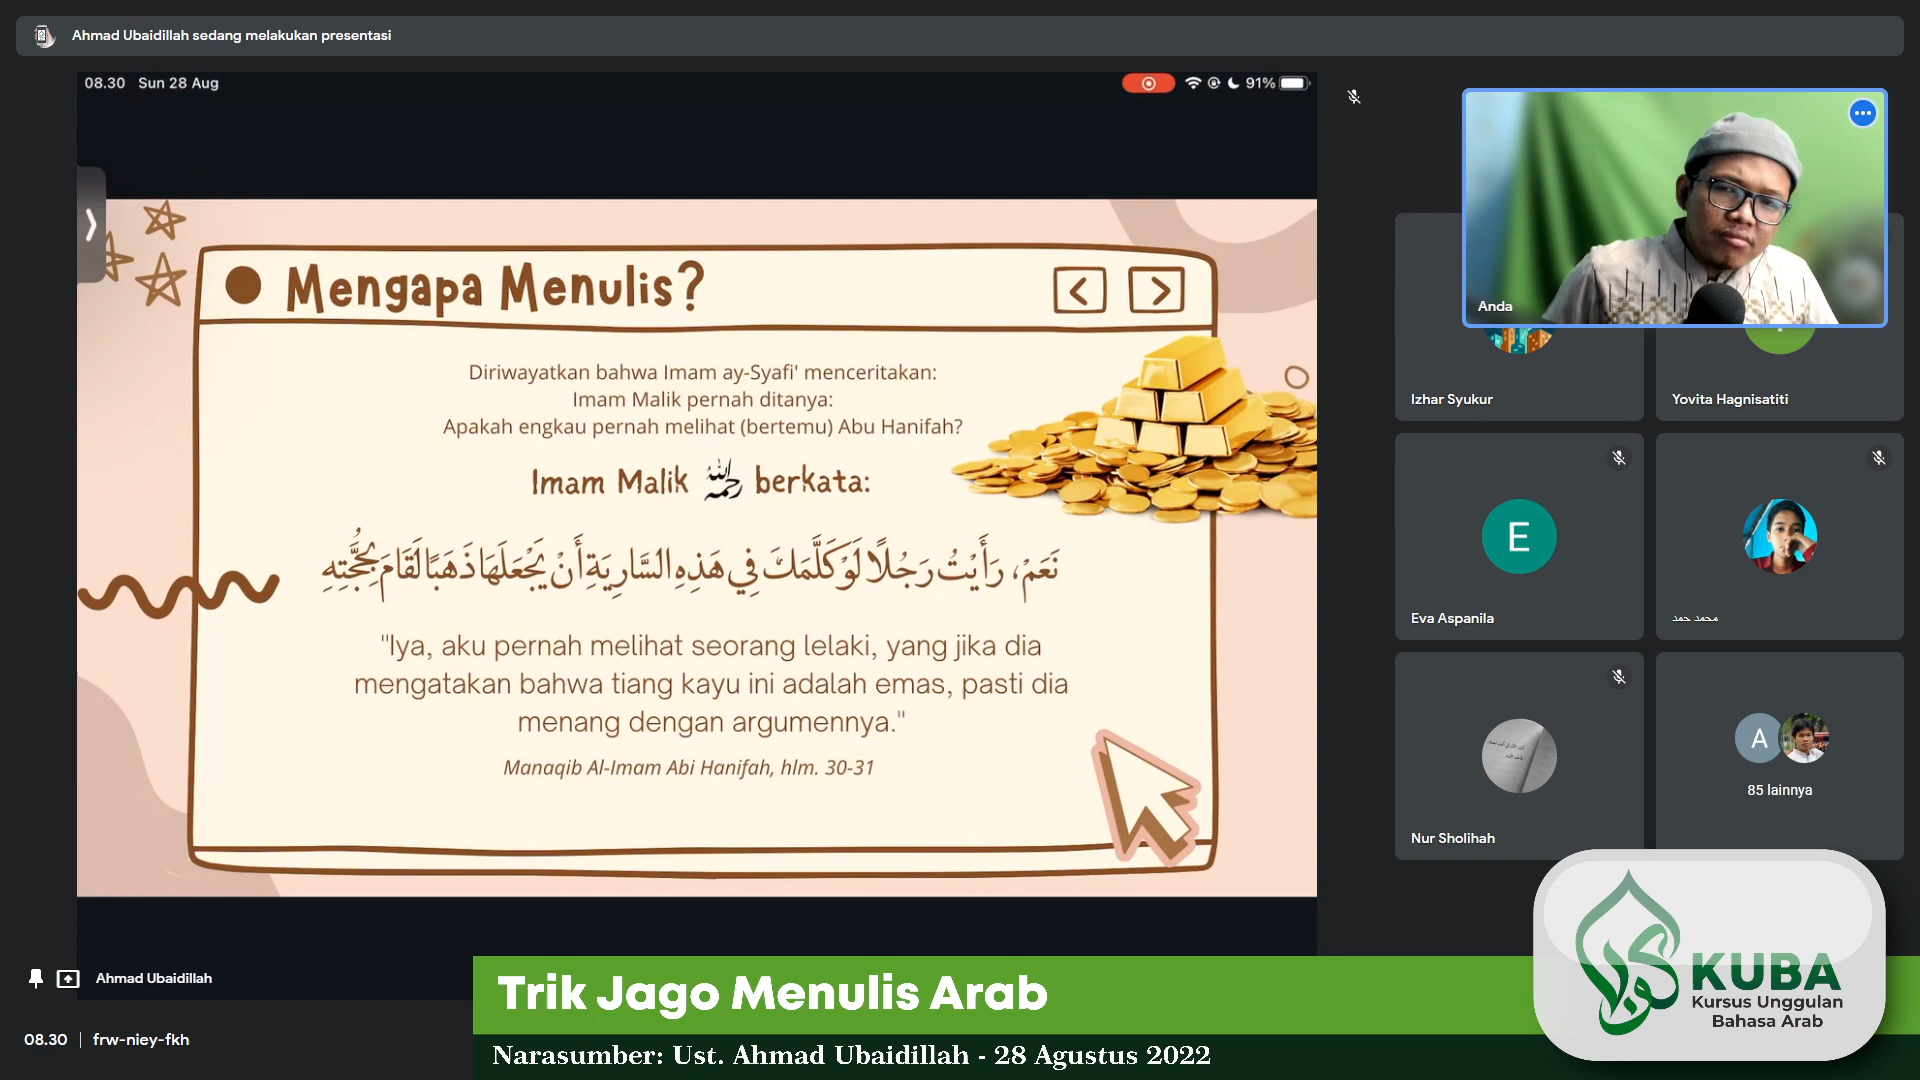 Ahmad Ubaidillah sedang melakukan presentasi
08.30 Sun 28 Aug
91%
Mengapa Menulis?
Diriwayatkan bahwa Imam ay-Syafi' menceritakan:
Imam Malik pernah ditanya:
Apakah engkau pernah melihat (bertemu) Abu Hanifah?
Imam Malik رحمه الله berkata:
نَعَمْ، رَأَيْتُ رَجُلًا لَوْ كَلَّمَكَ فِي هَذِهِ السَّارِيَةِ أَنْ يَجْعَلَهَا ذَهَبًا لَقَامَ بِحُجَّتِهِ
"Iya, aku pernah melihat seorang lelaki, yang jika dia
mengatakan bahwa tiang kayu ini adalah emas, pasti dia
menang dengan argumennya."
Manaqib Al-Imam Abi Hanifah, hlm. 30-31
Anda
Izhar Syukur
Yovita Hagnisatiti
E
Eva Aspanila
محمد حمد
Nur Sholihah
A
85 lainnya
Ahmad Ubaidillah
08.30 | frw-niey-fkh
Trik Jago Menulis Arab
Narasumber: Ust. Ahmad Ubaidillah - 28 Agustus 2022
KUBA
Kursus Unggulan
Bahasa Arab